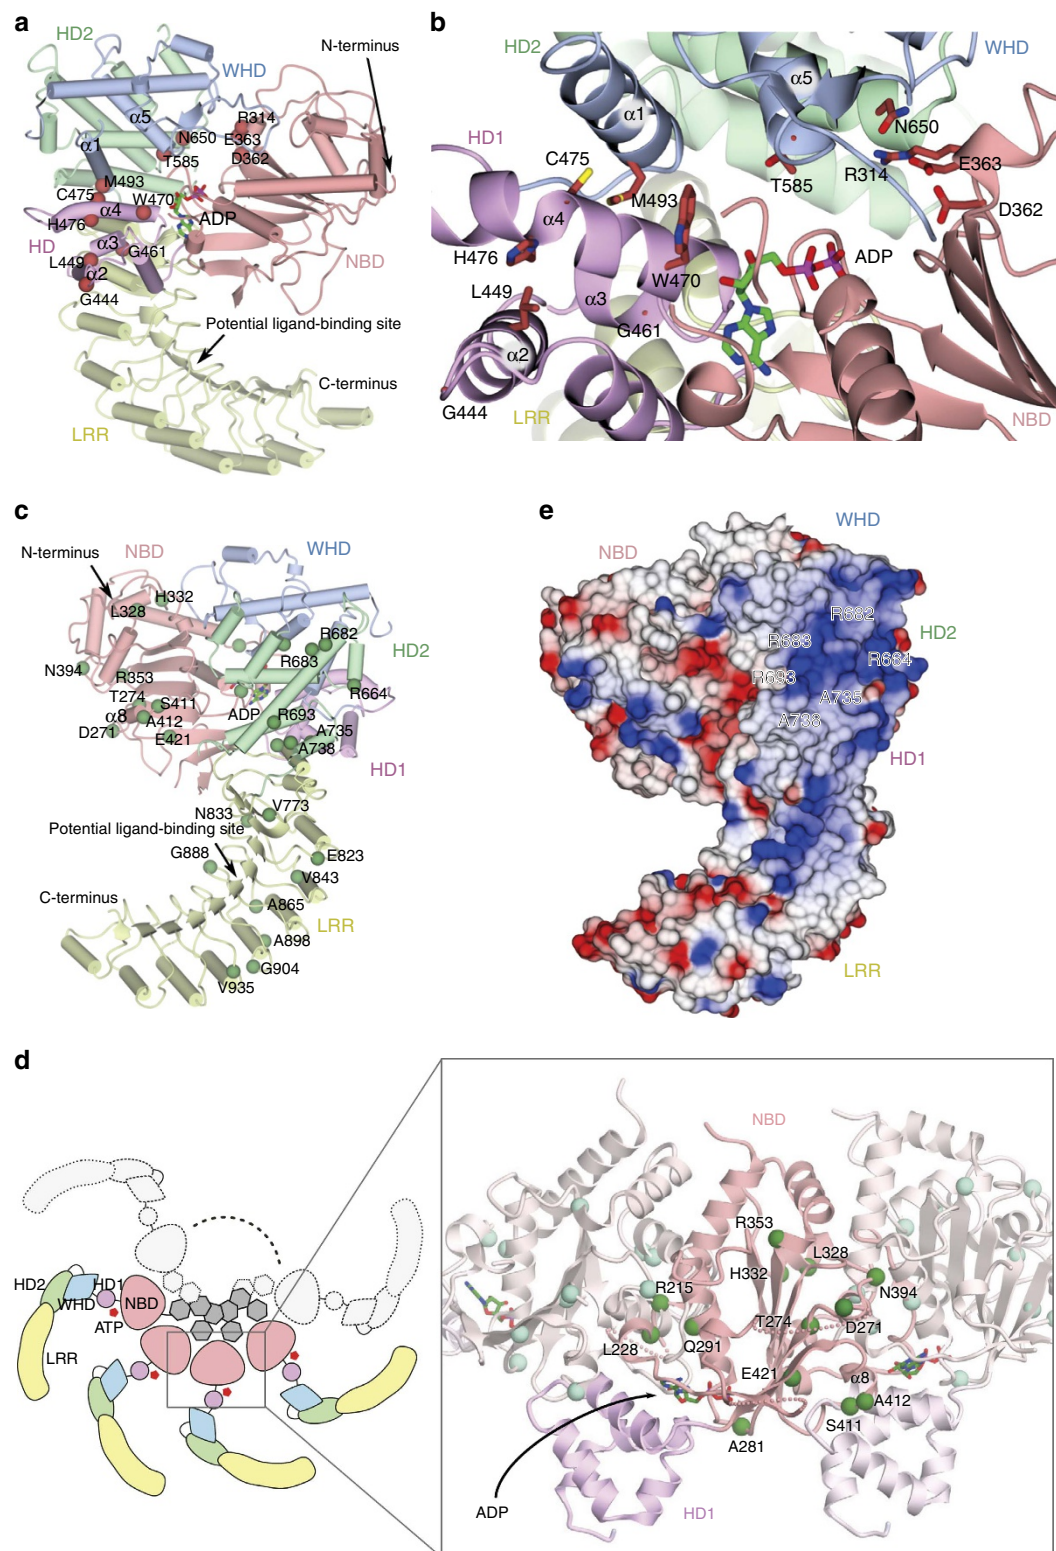 a
HD2
N-terminus
WHD
α5
R314
N650
E363
D362
T585
α1
M493
C475
W470
α4
ADP
H476
HD
α3
G461
L449
α2
NBD
G444
Potential ligand-binding site
C-terminus
LRR
b
HD2
WHD
α5
α1
N650
HD1
C475
E363
T585
R314
M493
D362
α4
H476
ADP
W470
L449
α3
G461
α2
G444
LRR
NBD
c
N-terminus
NBD
WHD
H332
L328
R682
HD2
R683
N394
R353
R664
T274
S411
α8
ADP
R693
A412
D271
A735
E421
A738
HD1
N833
V773
Potential ligand-binding site
G888
E823
V843
C-terminus
A865
LRR
A898
G904
V935
e
WHD
NBD
R682
HD2
R683
R664
R693
A735
A738
HD1
LRR
d
HD2
HD1
WHD
NBD
ATP
LRR
NBD
R353
L328
H332
R215
N394
T274
D271
L228
Q291
E421
α8
A412
S411
A281
ADP
HD1